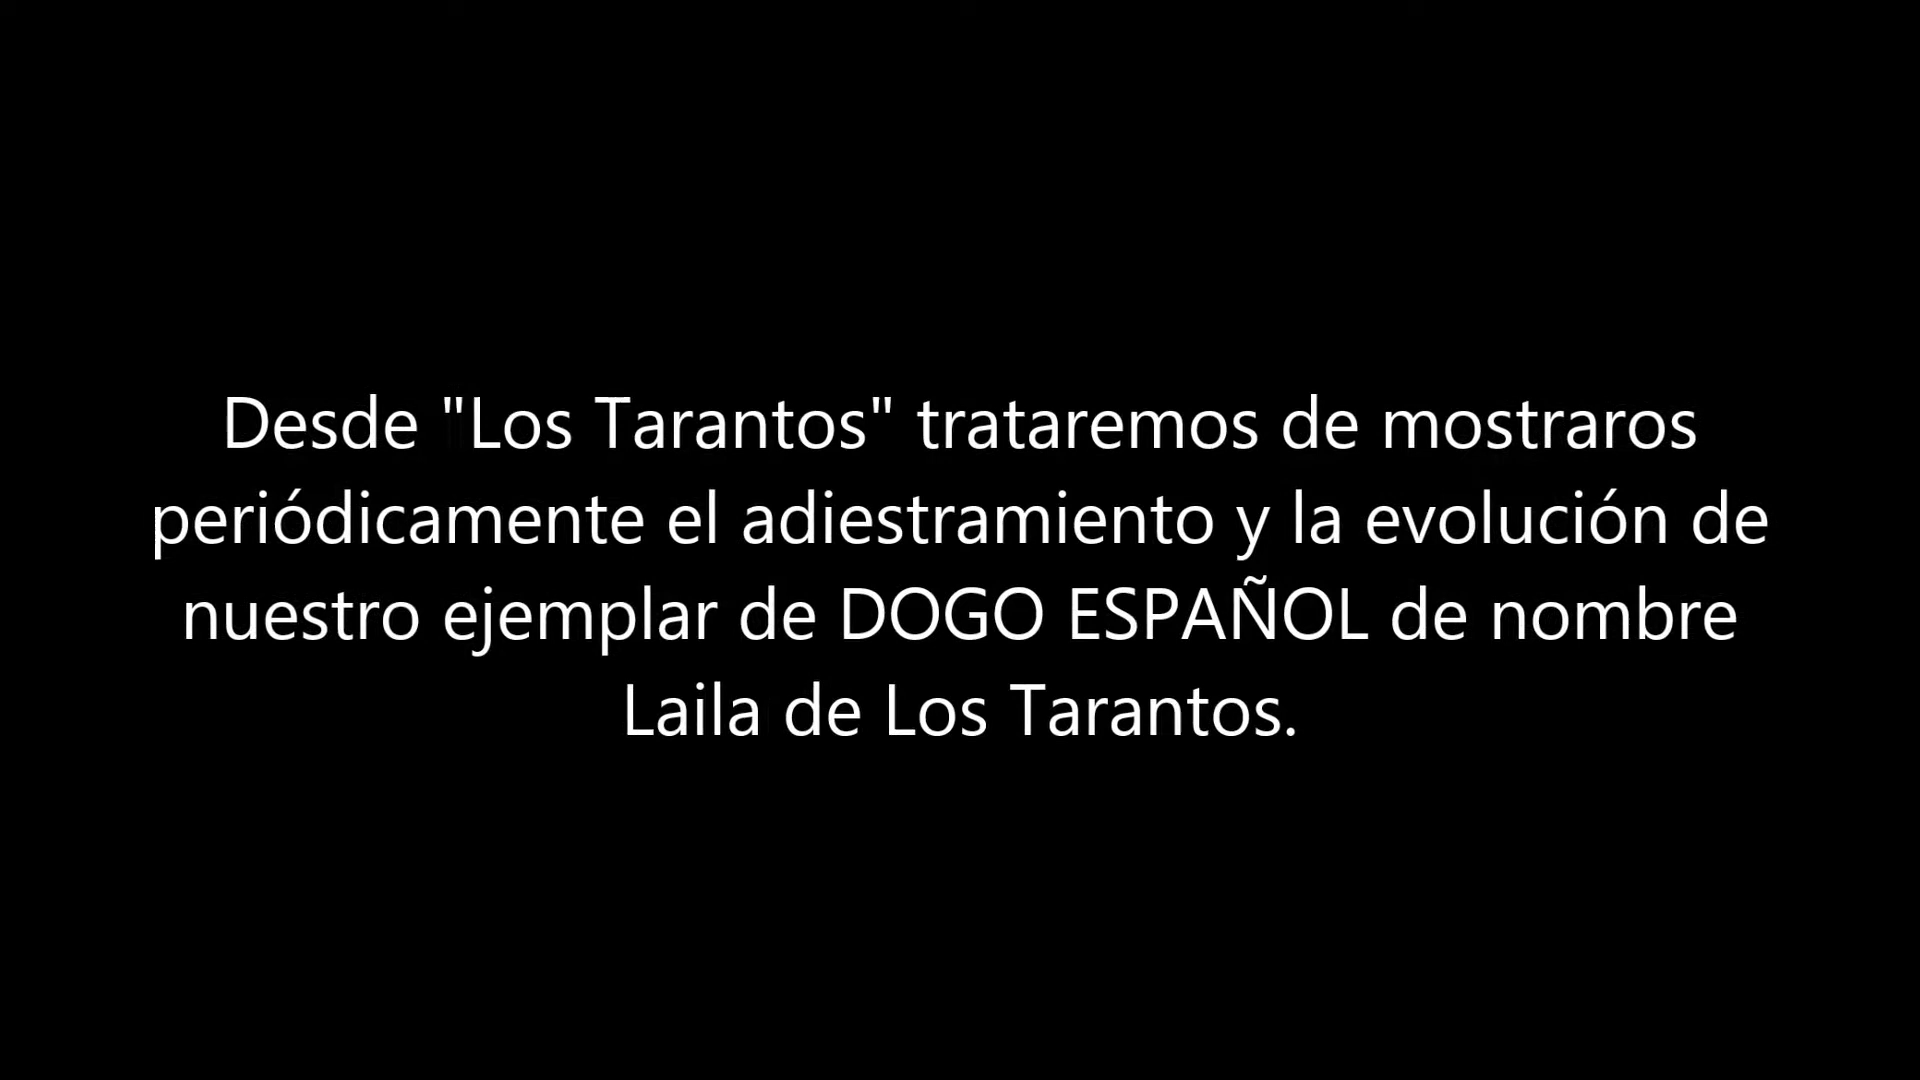 Desde "Los Tarantos" trataremos de mostraros
periódicamente el adiestramiento y la evolución de
nuestro ejemplar de DOGO ESPAÑOL de nombre
Laila de Los Tarantos.